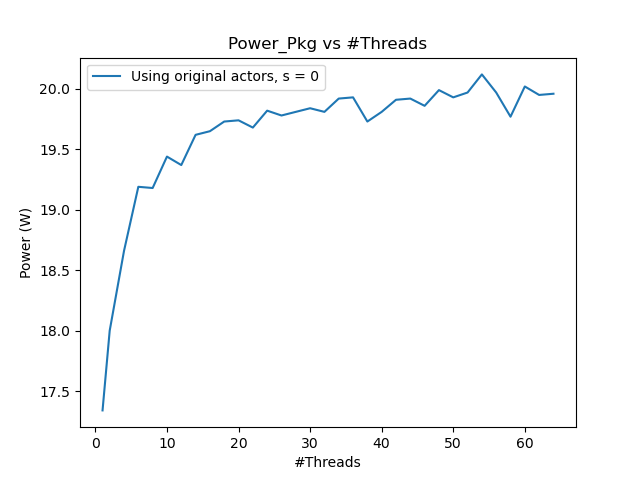 Power_Pkg vs #Threads
Using original actors, s = 0
20.0
19.5
19.0
18.5
18.0
17.5
Power (W)
0 10 20 30 40 50 60
#Threads